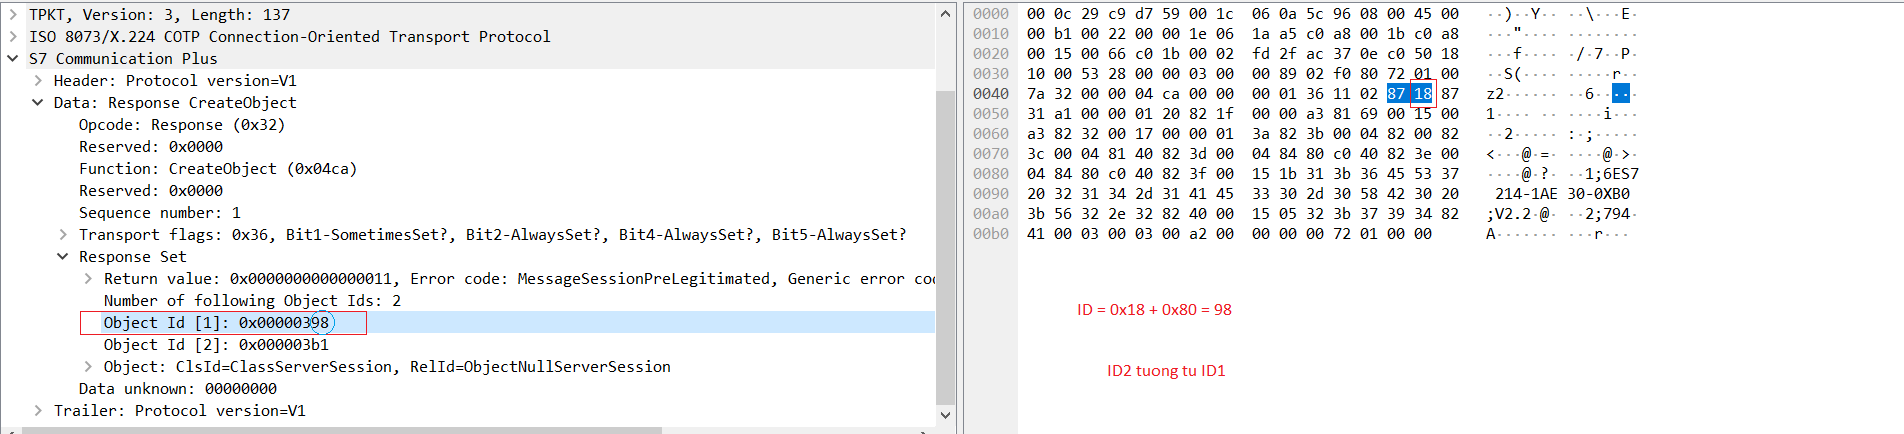 TPKT, Version: 3, Length: 137
ISO 8073/X.224 COTP Connection-Oriented Transport Protocol
S7 Communication Plus
Header: Protocol version=V1
Data: Response CreateObject
Opcode: Response (0x32)
Reserved: 0x0000
Function: CreateObject (0x04ca)
Reserved: 0x0000
Sequence number: 1
Transport flags: 0x36, Bit1-SometimesSet?, Bit2-AlwaysSet?, Bit4-AlwaysSet?, Bit5-AlwaysSet?
Response Set
Return value: 0x0000000000000011, Error code: MessageSessionPreLegitimated, Generic error cod
Number of following Object Ids: 2
Object Id [1]: 0x00000398
Object Id [2]: 0x000003b1
Object: ClsId=ClassServerSession, RelId=ObjectNullServerSession
Data unknown: 00000000
Trailer: Protocol version=V1
0000 00 0c 29 c9 d7 59 00 1c 06 0a 5c 96 08 00 45 00 ··)··Y·· ··\···E·
0010 00 b1 00 22 00 00 1e 06 1a a5 c0 a8 00 1b c0 a8 ···"···· ········
0020 00 15 00 66 c0 1b 00 02 fd 2f ac 37 0e c0 50 18 ···f···· ·/·7··P·
0030 10 00 53 28 00 00 03 00 00 89 02 f0 80 72 01 00 ··S(···· ·····r··
0040 7a 32 00 00 04 ca 00 00 00 01 36 11 02 87 18 87 z2······ ··6·····
0050 31 a1 00 00 01 20 82 1f 00 00 a3 81 69 00 15 00 1···· ·· ····i···
0060 a3 82 32 00 17 00 00 01 3a 82 3b 00 04 82 00 82 ··2····· :·;·····
0070 3c 00 04 81 40 82 3d 00 04 84 80 c0 40 82 3e 00 <···@·=· ····@·>·
0080 04 84 80 c0 40 82 3f 00 15 1b 31 3b 36 45 53 37 ····@·?· ··1;6ES7
0090 20 32 31 34 2d 31 41 45 33 30 2d 30 58 42 30 20 214-1AE 30-0XB0
00a0 3b 56 32 2e 32 82 40 00 15 05 32 3b 37 39 34 82 ;V2.2·@· ··2;794·
00b0 41 00 03 00 03 00 a2 00 00 00 00 72 01 00 00 A······· ···r···
ID = 0x18 + 0x80 = 98
ID2 tuong tu ID1